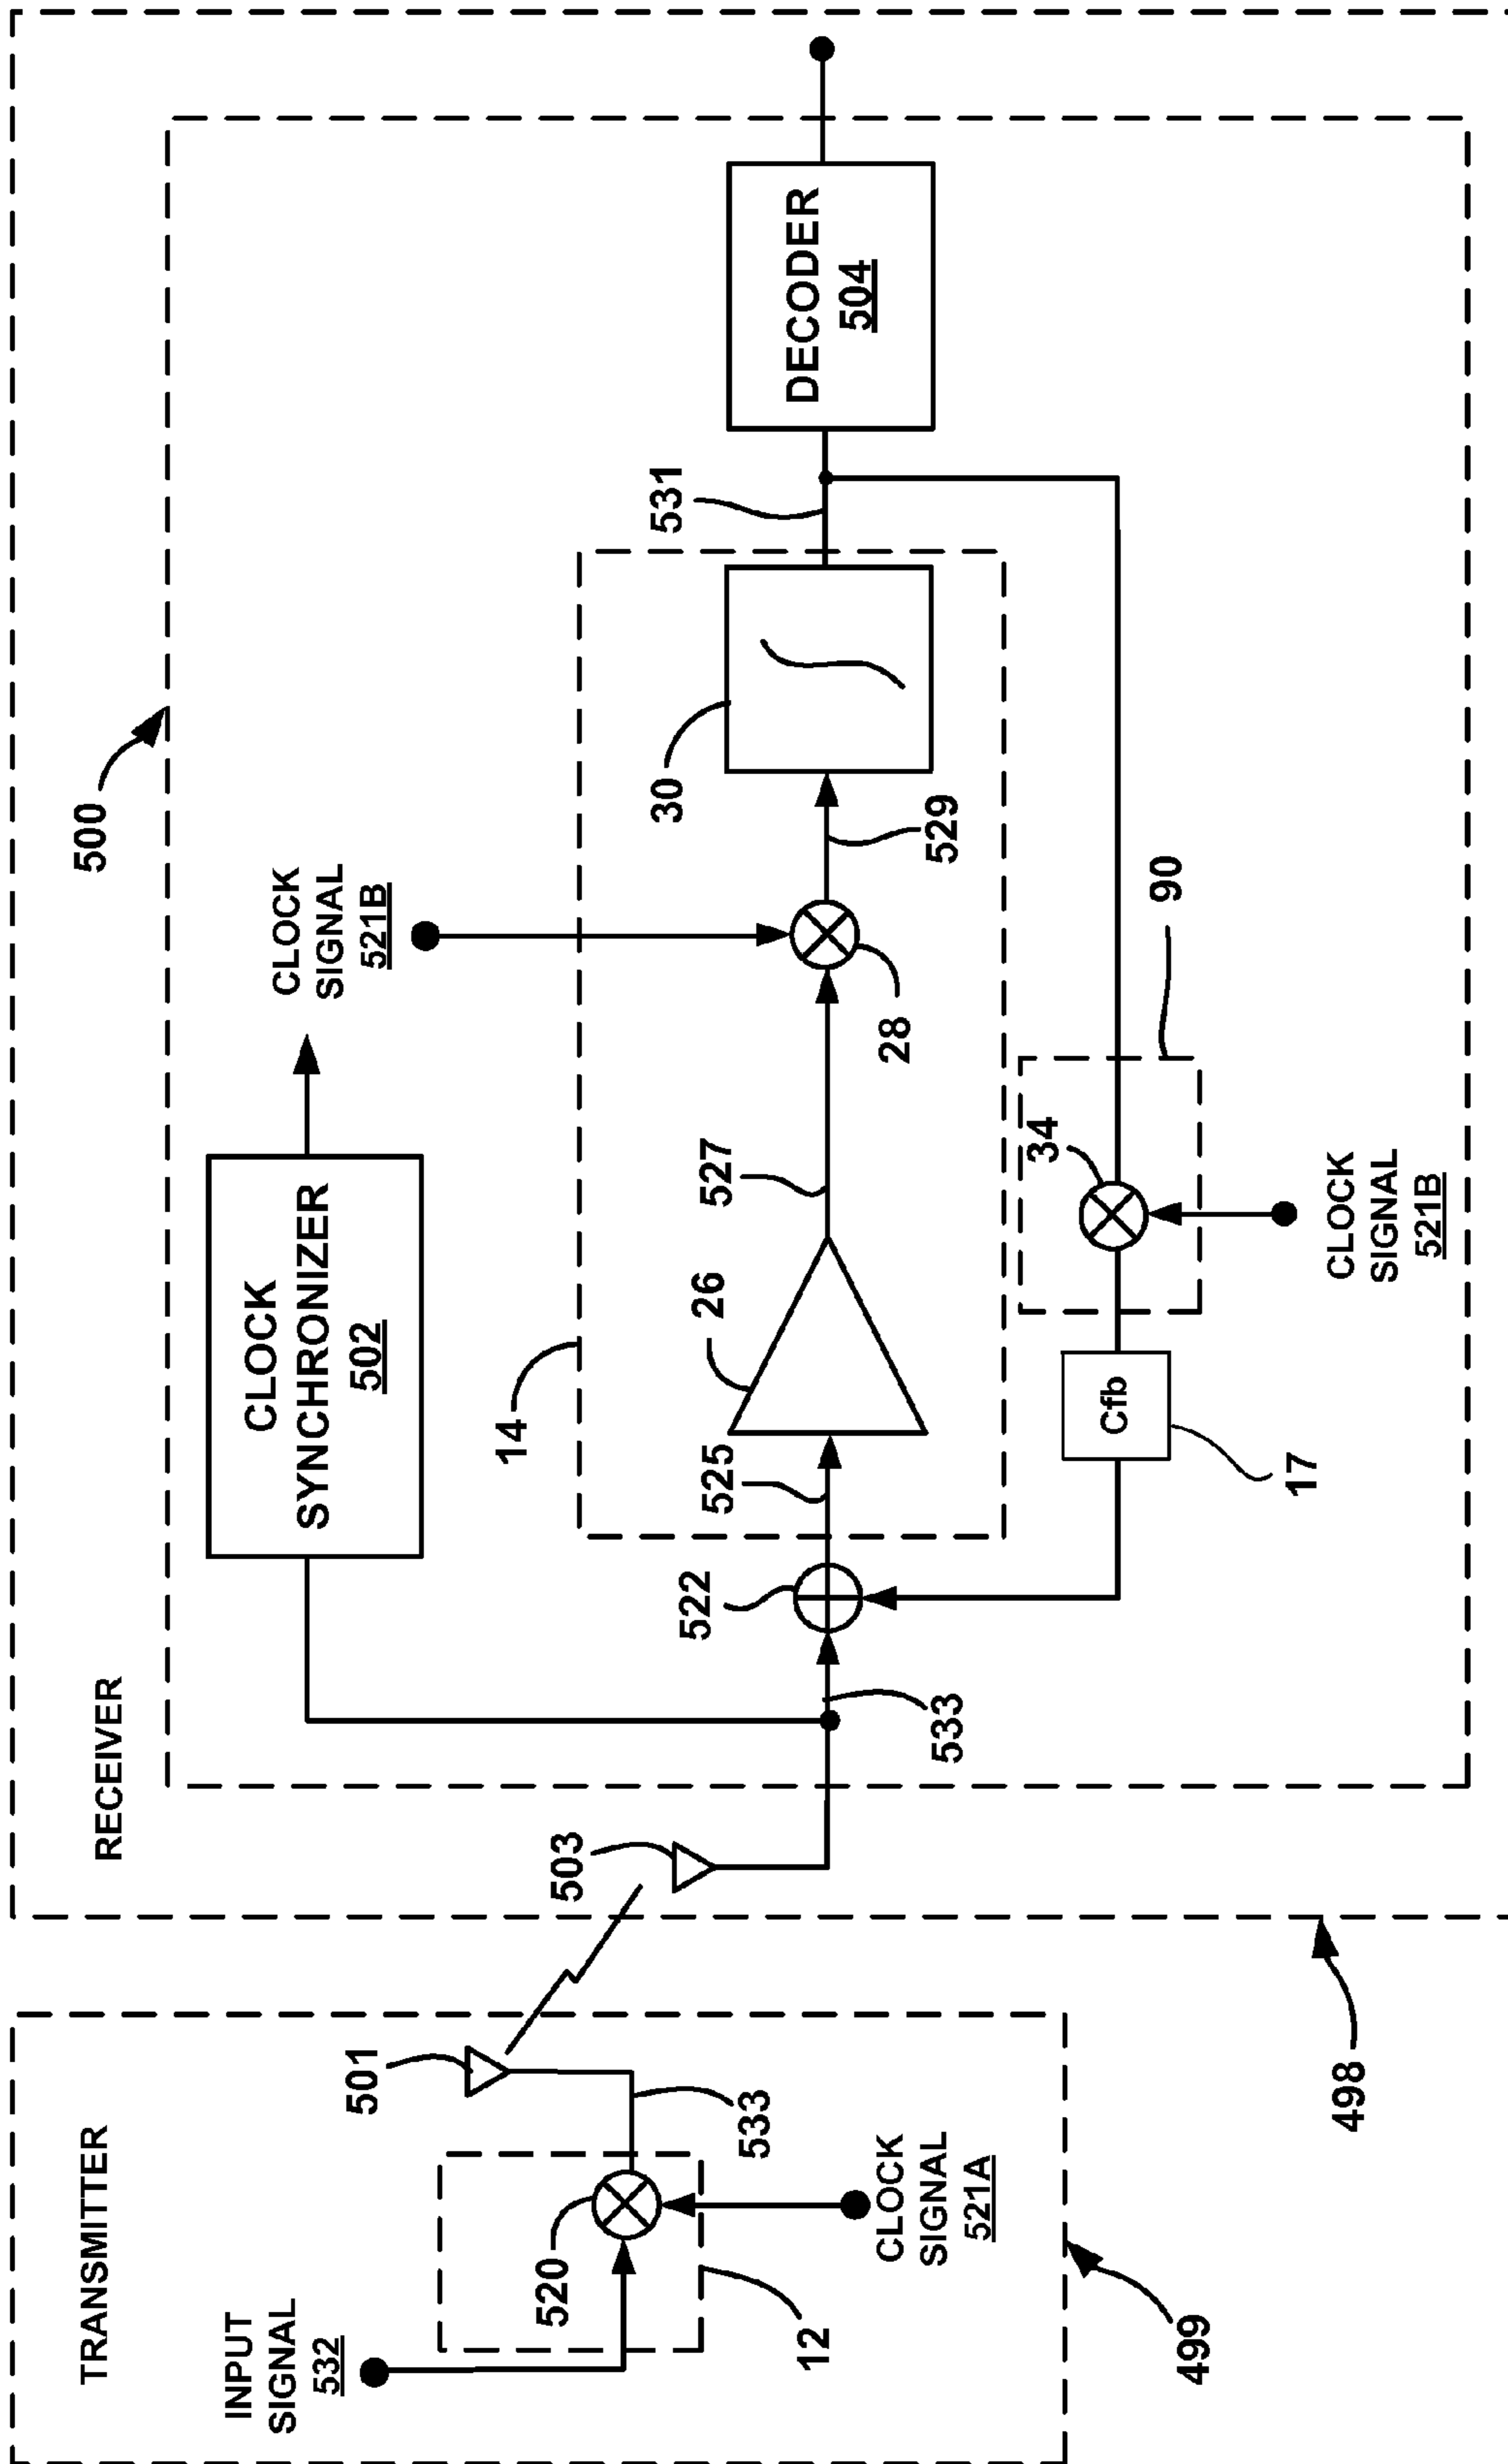 TRANSMITTER
INPUT
SIGNAL
532
520
12
501
533
CLOCK
SIGNAL
521A
499
RECEIVER
498
503
533
500
CLOCK
SYNCHRONIZER
502
CLOCK
SIGNAL
521B
522
525
14
26
527
28
529
30
531
DECODER
504
17
Cfb
34
90
CLOCK
SIGNAL
521B